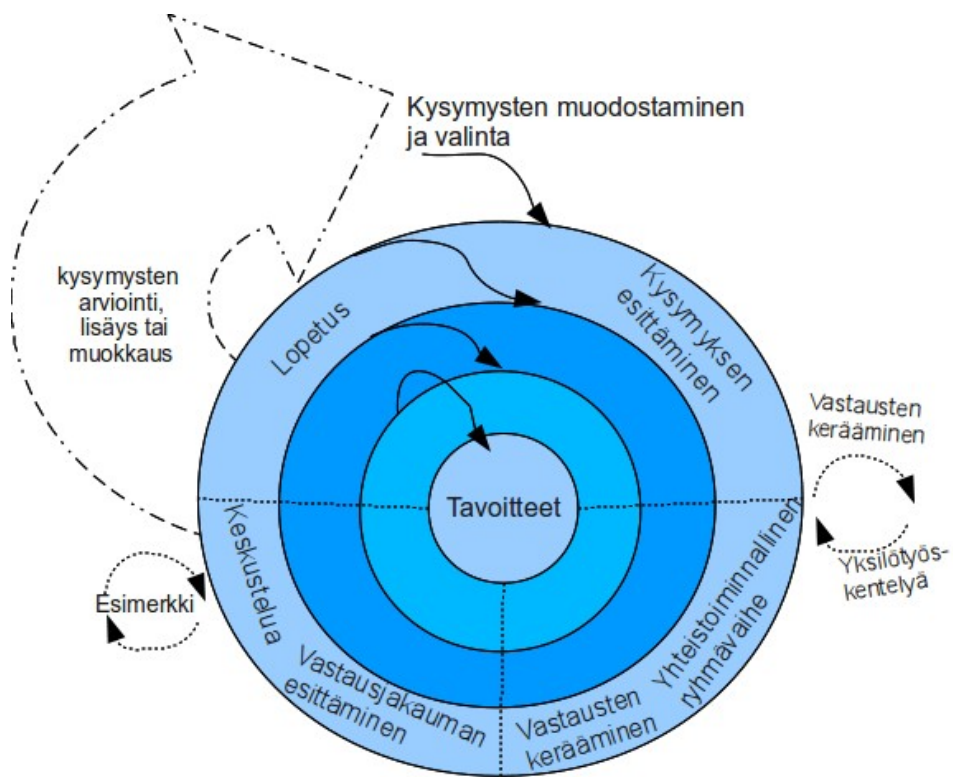 Kysymysten muodostaminen
ja valinta
kysymysten
arviointi,
lisäys tai
muokkaus
Lopetus
Kysymyksen
esittäminen
Vastausten
kerääminen
Tavoitteet
Yksilötyös-
kentelyä
Esimerkki
Keskustelua
Yhteistoiminnallinen
ryhmävaihe
Vastausjakauman
esittäminen
Vastausten
kerääminen